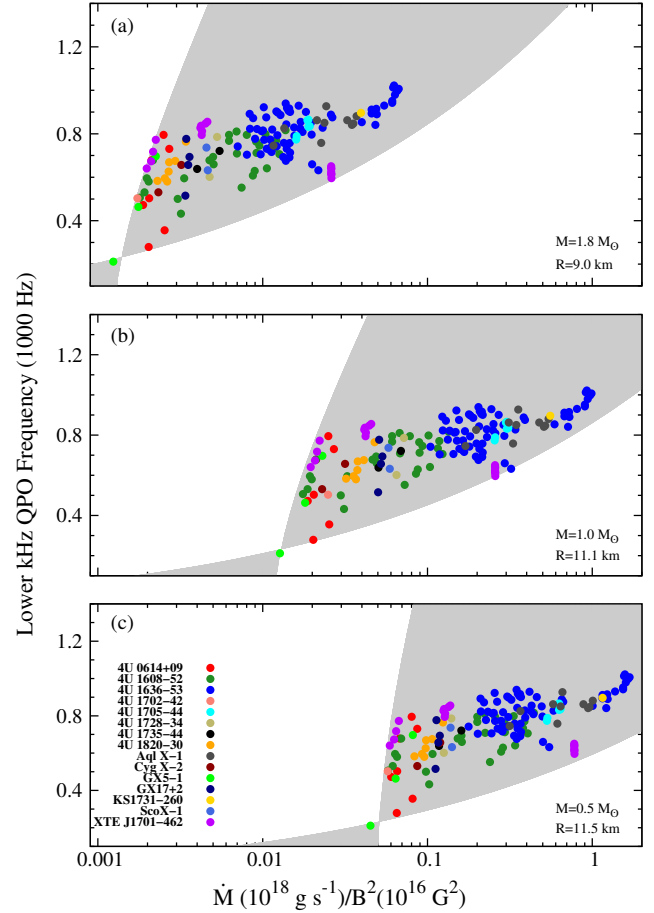 (a)
1.2
0.8
0.4
M=1.8 M⊙
R=9.0 km
(b)
1.2
0.8
0.4
M=1.0 M⊙
R=11.1 km
Lower kHz QPO Frequency (1000 Hz)
(c)
1.2
0.8
0.4
4U 0614+09
4U 1608−52
4U 1636−53
4U 1702−42
4U 1705−44
4U 1728−34
4U 1735−44
4U 1820−30
Aql X−1
Cyg X−2
GX5−1
GX17+2
KS1731−260
ScoX−1
XTE J1701−462
M=0.5 M⊙
R=11.5 km
0.001 0.01 0.1 1
Ṁ (10¹⁸ g s⁻¹)/B²(10¹⁶ G²)